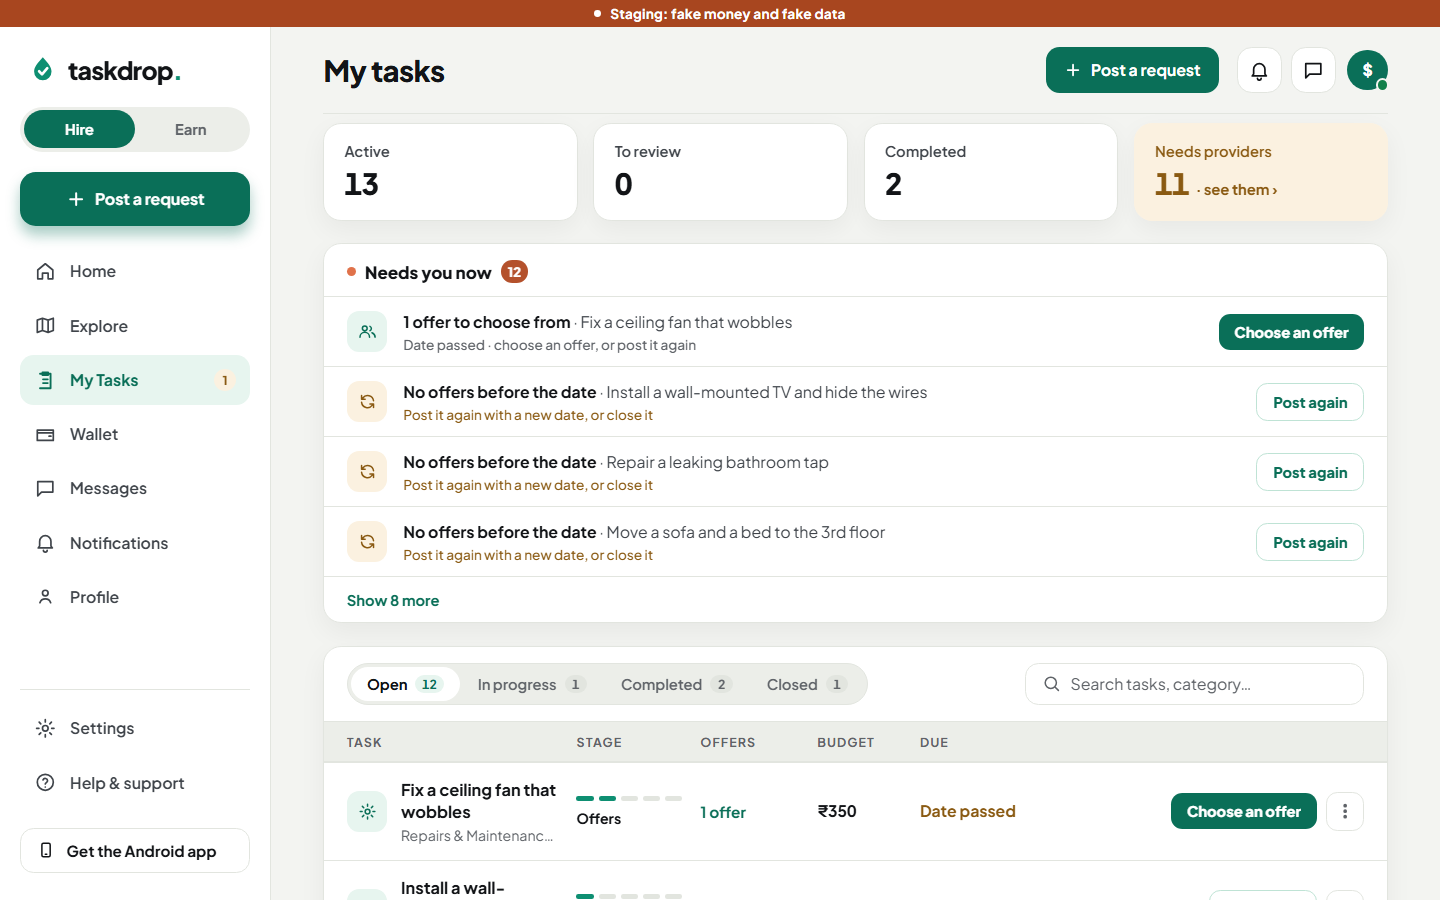 Staging: fake money and fake data
taskdrop.
Hire
Earn
+ Post a request
Home
Explore
My Tasks 1
Wallet
Messages
Notifications
Profile
Settings
Help & support
Get the Android app
My tasks
+ Post a request
$
Active
13
To review
0
Completed
2
Needs providers
11 · see them ›
Needs you now 12
1 offer to choose from · Fix a ceiling fan that wobbles
Date passed · choose an offer, or post it again
Choose an offer
No offers before the date · Install a wall-mounted TV and hide the wires
Post it again with a new date, or close it
Post again
No offers before the date · Repair a leaking bathroom tap
Post it again with a new date, or close it
Post again
No offers before the date · Move a sofa and a bed to the 3rd floor
Post it again with a new date, or close it
Post again
Show 8 more
Open 12
In progress 1
Completed 2
Closed 1
Search tasks, category...
TASK STAGE OFFERS BUDGET DUE
Fix a ceiling fan that
wobbles
Repairs & Maintenanc...
Offers
1 offer
₹350
Date passed
Choose an offer
Install a wall-